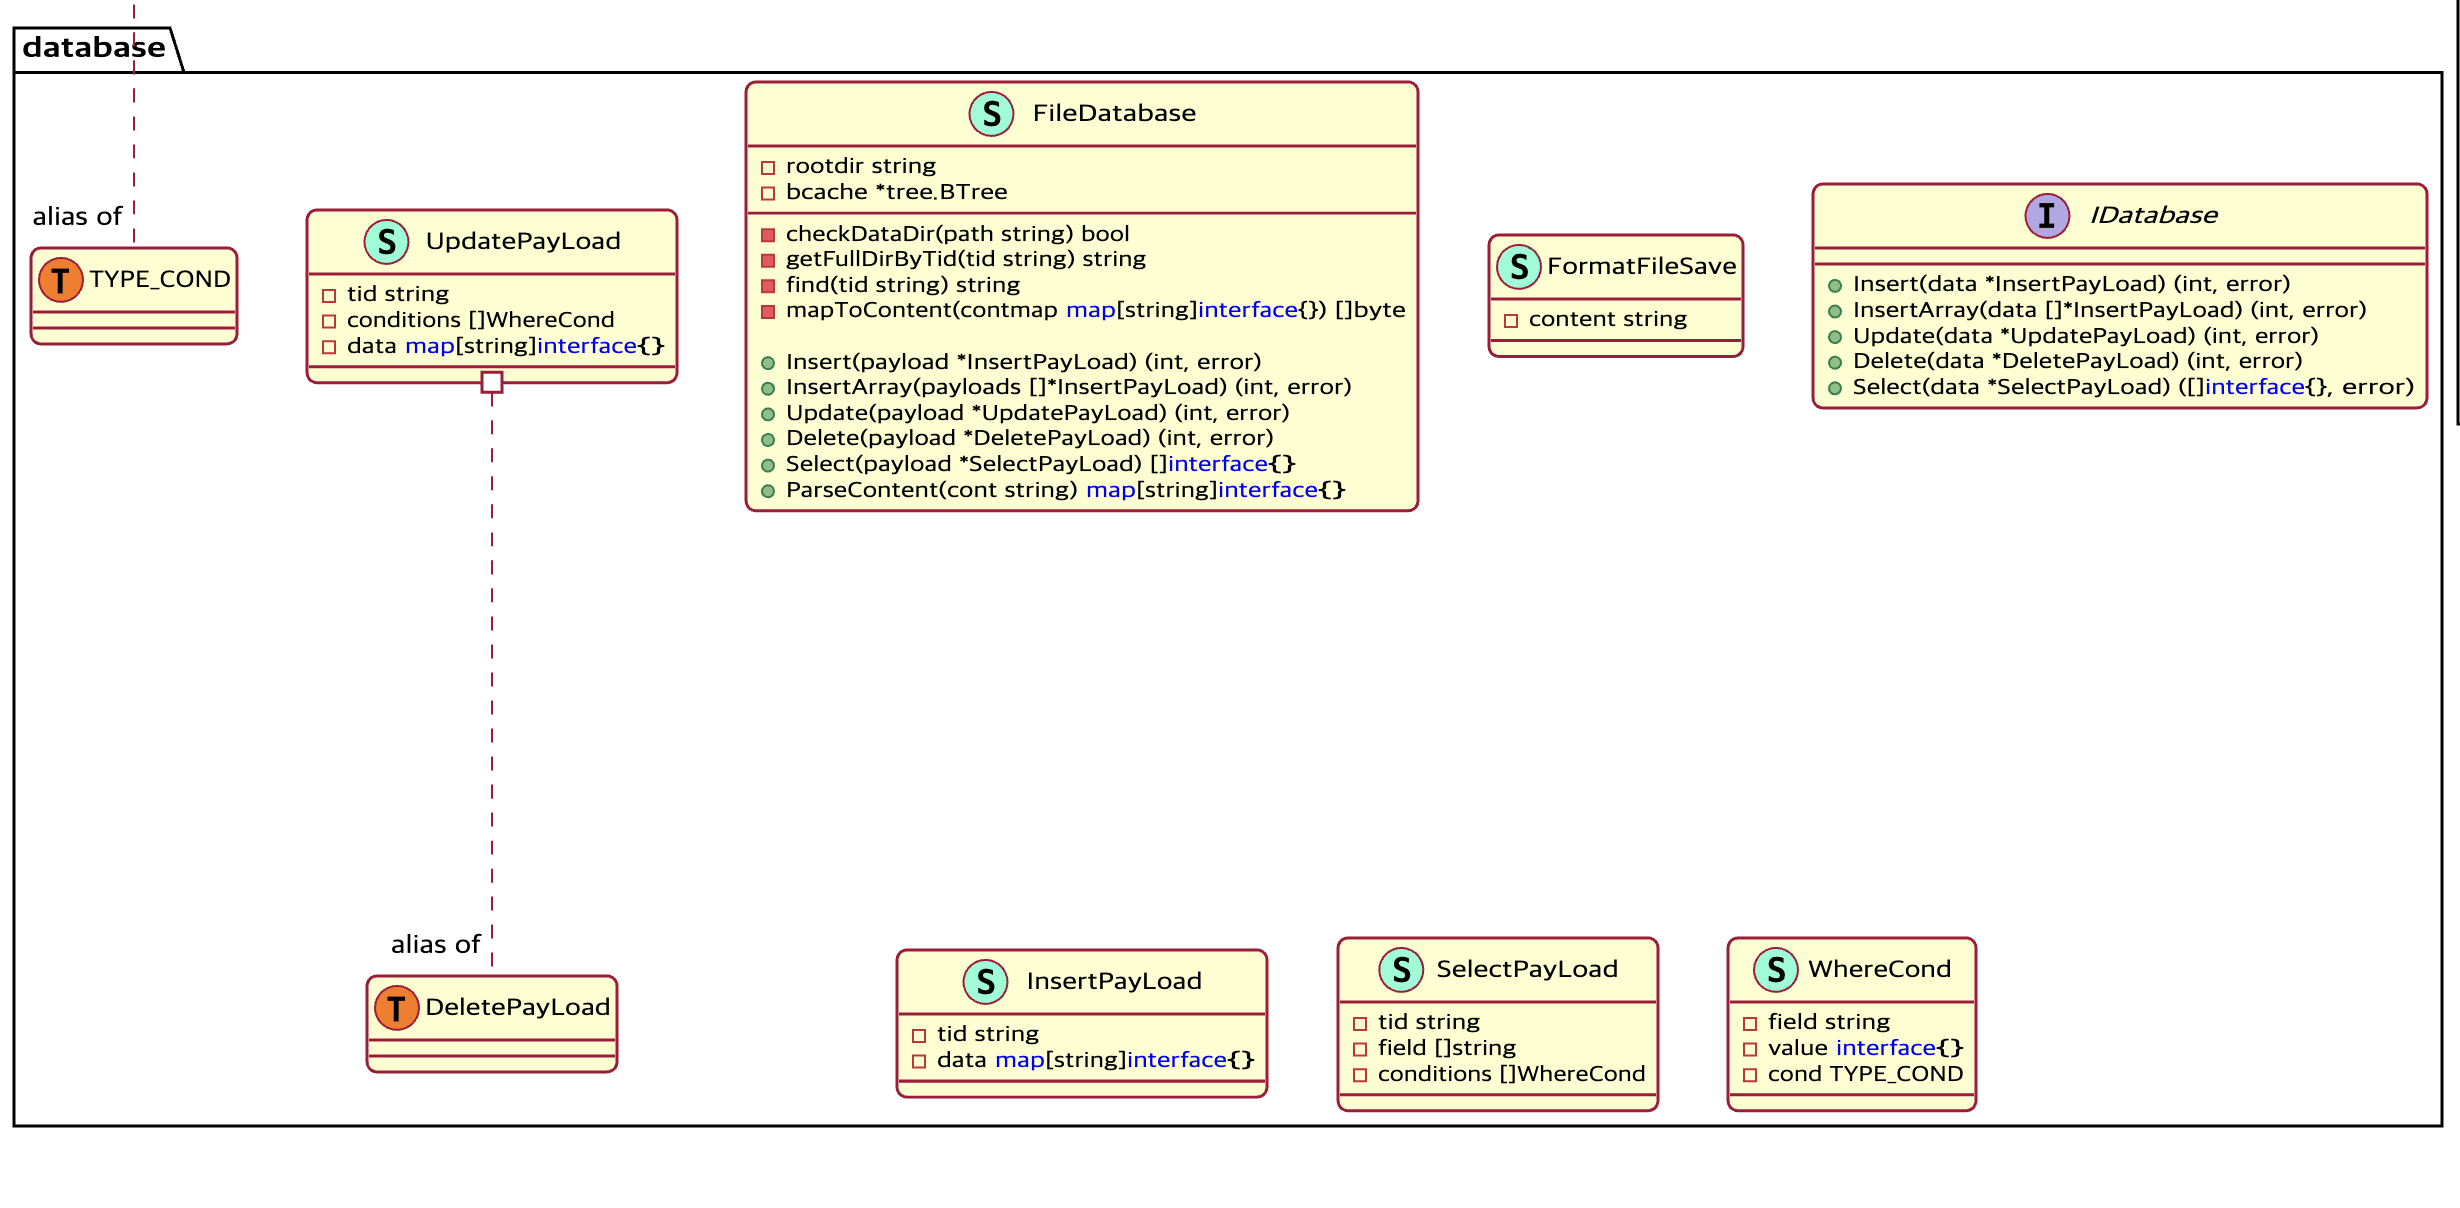 database
alias of
T TYPE_COND
S UpdatePayLoad
tid string
conditions []WhereCond
data map[string]interface{}
S FileDatabase
rootdir string
bcache *tree.BTree
checkDataDir(path string) bool
getFullDirByTid(tid string) string
find(tid string) string
mapToContent(contmap map[string]interface{}) []byte
Insert(payload *InsertPayLoad) (int, error)
InsertArray(payloads []*InsertPayLoad) (int, error)
Update(payload *UpdatePayLoad) (int, error)
Delete(payload *DeletePayLoad) (int, error)
Select(payload *SelectPayLoad) []interface{}
ParseContent(cont string) map[string]interface{}
S FormatFileSave
content string
I IDatabase
Insert(data *InsertPayLoad) (int, error)
InsertArray(data []*InsertPayLoad) (int, error)
Update(data *UpdatePayLoad) (int, error)
Delete(data *DeletePayLoad) (int, error)
Select(data *SelectPayLoad) ([]interface{}, error)
alias of
T DeletePayLoad
S InsertPayLoad
tid string
data map[string]interface{}
S SelectPayLoad
tid string
field []string
conditions []WhereCond
S WhereCond
field string
value interface{}
cond TYPE_COND